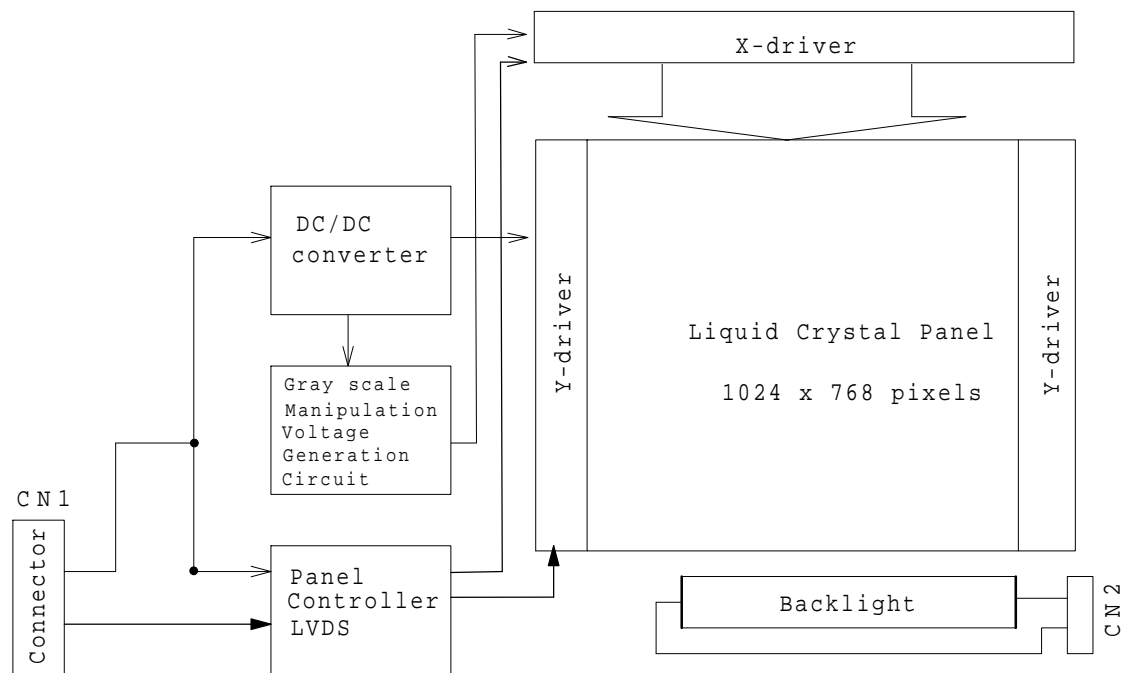 X-driver
DC/DC
converter
Y-driver
Liquid Crystal Panel
1024 x 768 pixels
Y-driver
Gray scale
Manipulation
Voltage
Generation
Circuit
CN1
Connector
Panel
Controller
LVDS
Backlight
CN2